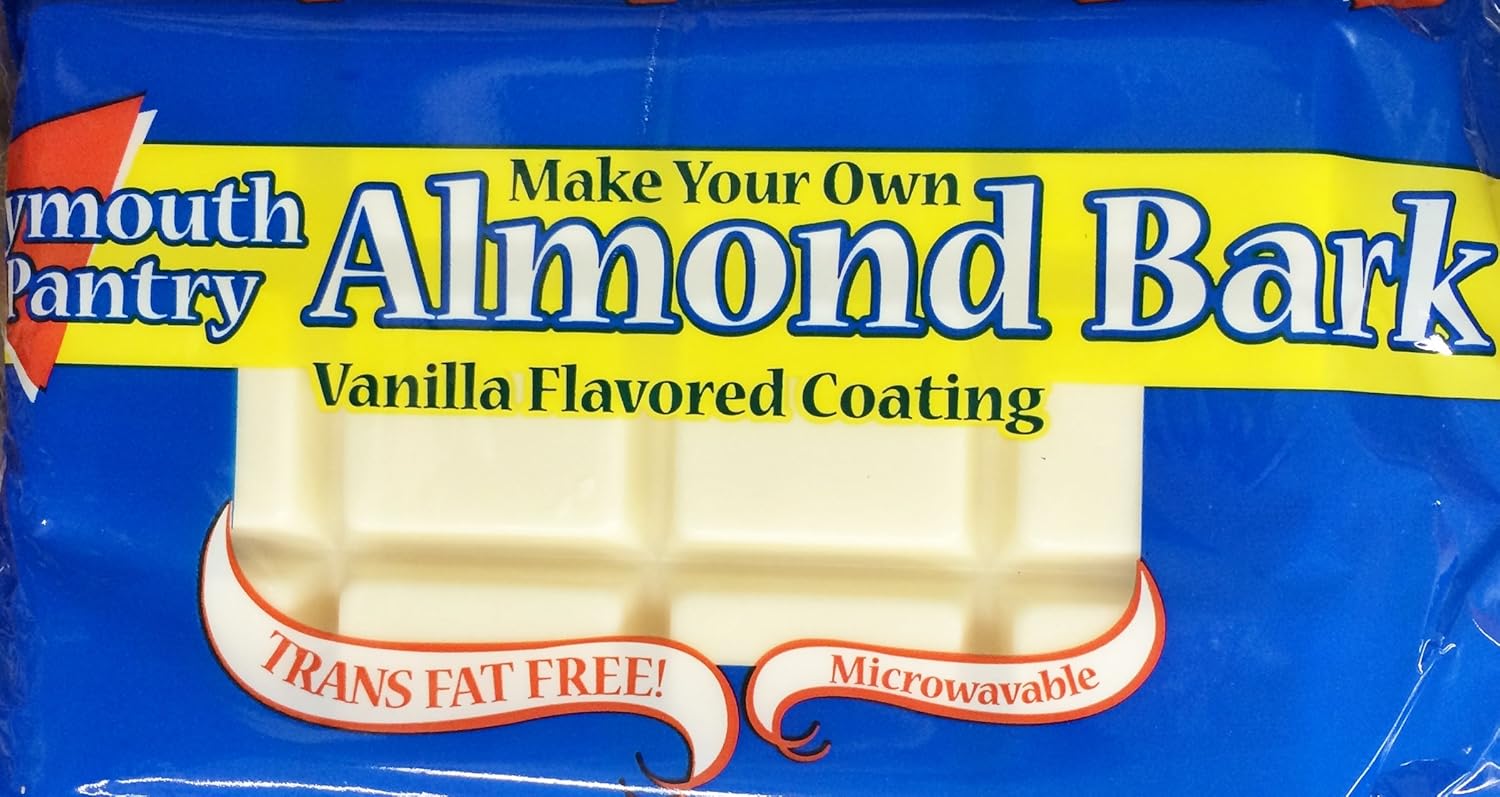 Make Your Own
ymouth
Pantry
Almond Bark
Vanilla Flavored Coating
TRANS FAT FREE!
Microwavable